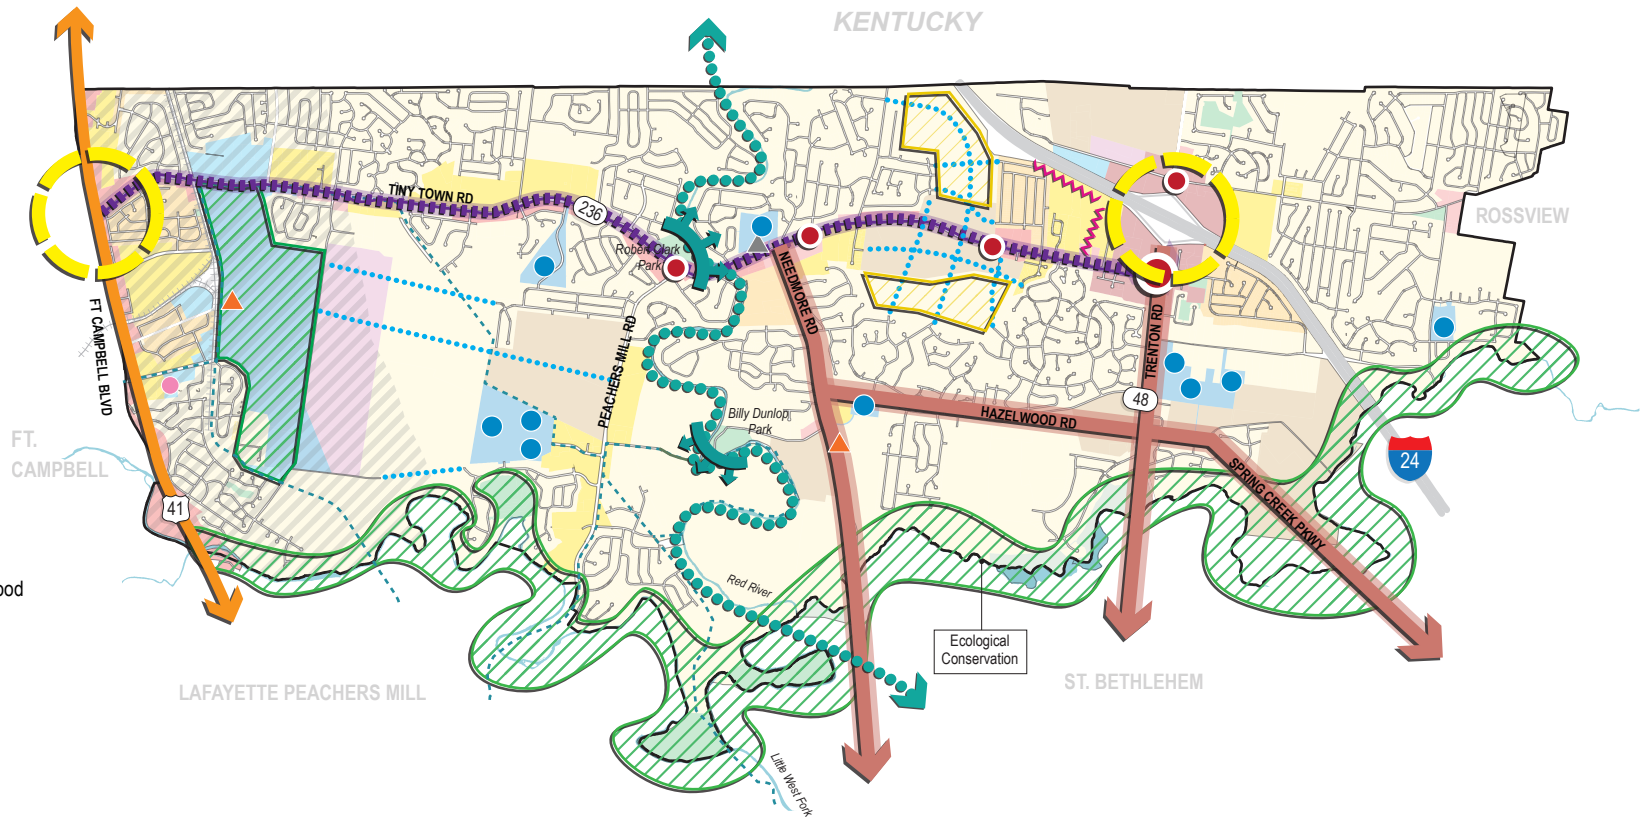 KENTUCKY
TINY TOWN RD
236
ROSSVIEW
Robert Clark
Park
NEEDMORE RD
FT CAMPBELL BLVD
PEACHERS MILL RD
TRENTON RD
48
Billy Dunlop
Park
HAZELWOOD RD
FT.
CAMPBELL
24
SPRING CREEK PKWY
41
ood
Red River
Ecological
Conservation
LAFAYETTE PEACHERS MILL
ST. BETHLEHEM
Little West Fork